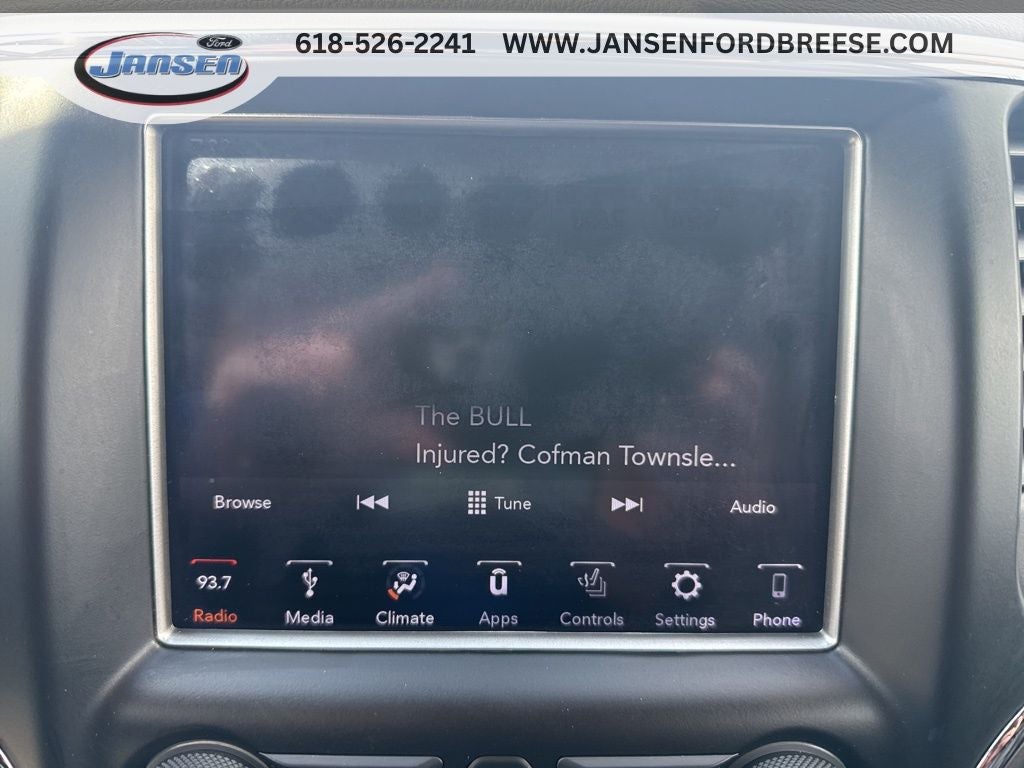 Ford
JANSEN
618-526-2241 WWW.JANSENFORDBREESE.COM
The BULL
Injured? Cofman Townsle...
Browse Tune Audio
93.7
Radio Media Climate Apps Controls Settings Phone